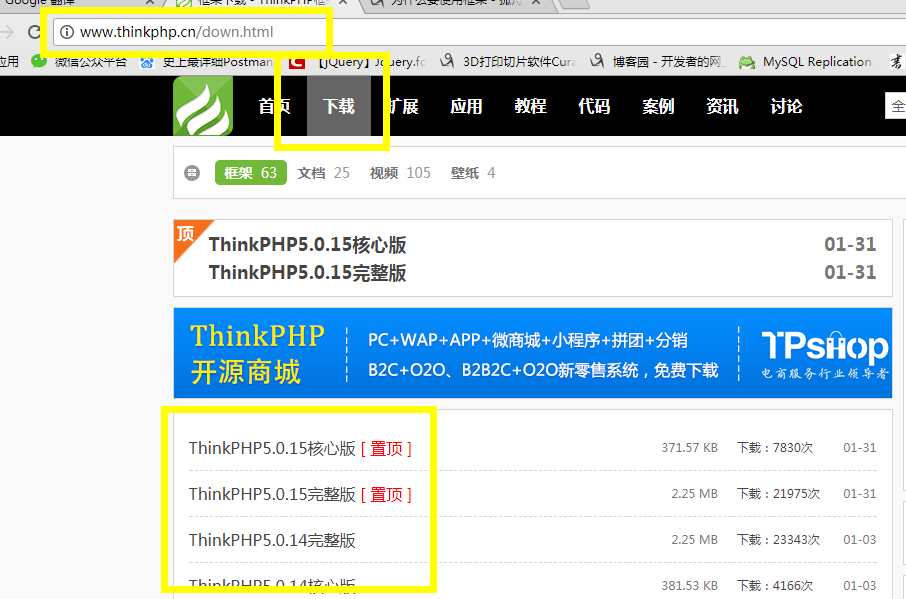 Google 翻译
框架下载 - ThinkPHP框
为什么要使用框架 - 孤
www.thinkphp.cn/down.html
应用 微信公众平台 史上最详细Postman 【jQuery】Jquery.fo 3D打印切片软件Cura 博客园 - 开发者的网 MySQL Replication
首页 下载 扩展 应用 教程 代码 案例 资讯 讨论 全
框架 63 文档 25 视频 105 壁纸 4
顶
ThinkPHP5.0.15核心版 01-31
ThinkPHP5.0.15完整版 01-31
ThinkPHP
开源商城
PC+WAP+APP+微商城+小程序+拼团+分销
B2C+O2O、B2B2C+O2O新零售系统，免费下载
TPshop
电商服务行业领导者
ThinkPHP5.0.15核心版 [ 置顶 ] 371.57 KB 下载：7830次 01-31
ThinkPHP5.0.15完整版 [ 置顶 ] 2.25 MB 下载：21975次 01-31
ThinkPHP5.0.14完整版 2.25 MB 下载：23343次 01-03
ThinkPHP5.0.14核心版 381.53 KB 下载：4166次 01-03